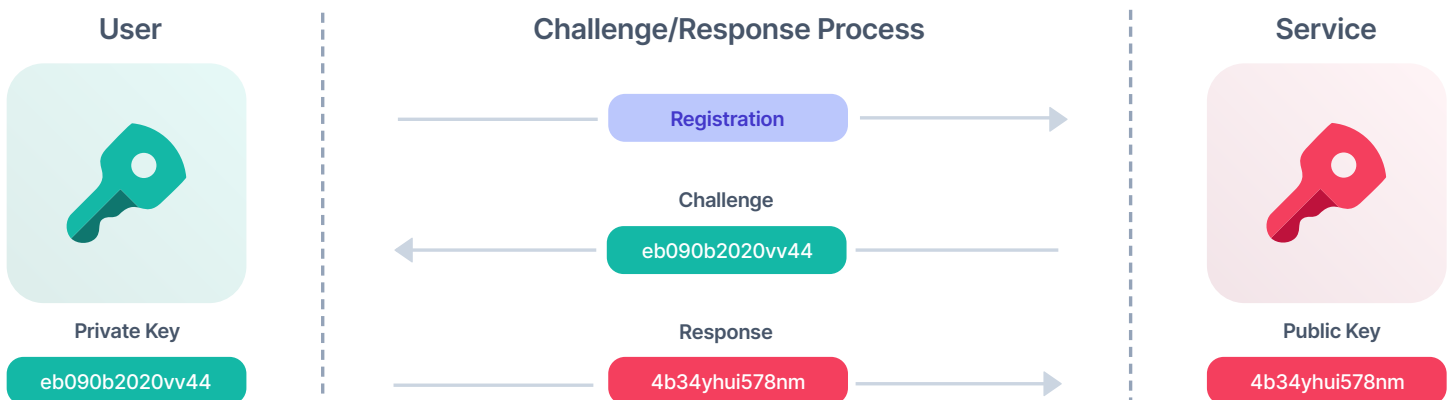 User
Challenge/Response Process
Service
Registration
Challenge
eb090b2020vv44
Private Key
Response
Public Key
eb090b2020vv44
4b34yhui578nm
4b34yhui578nm